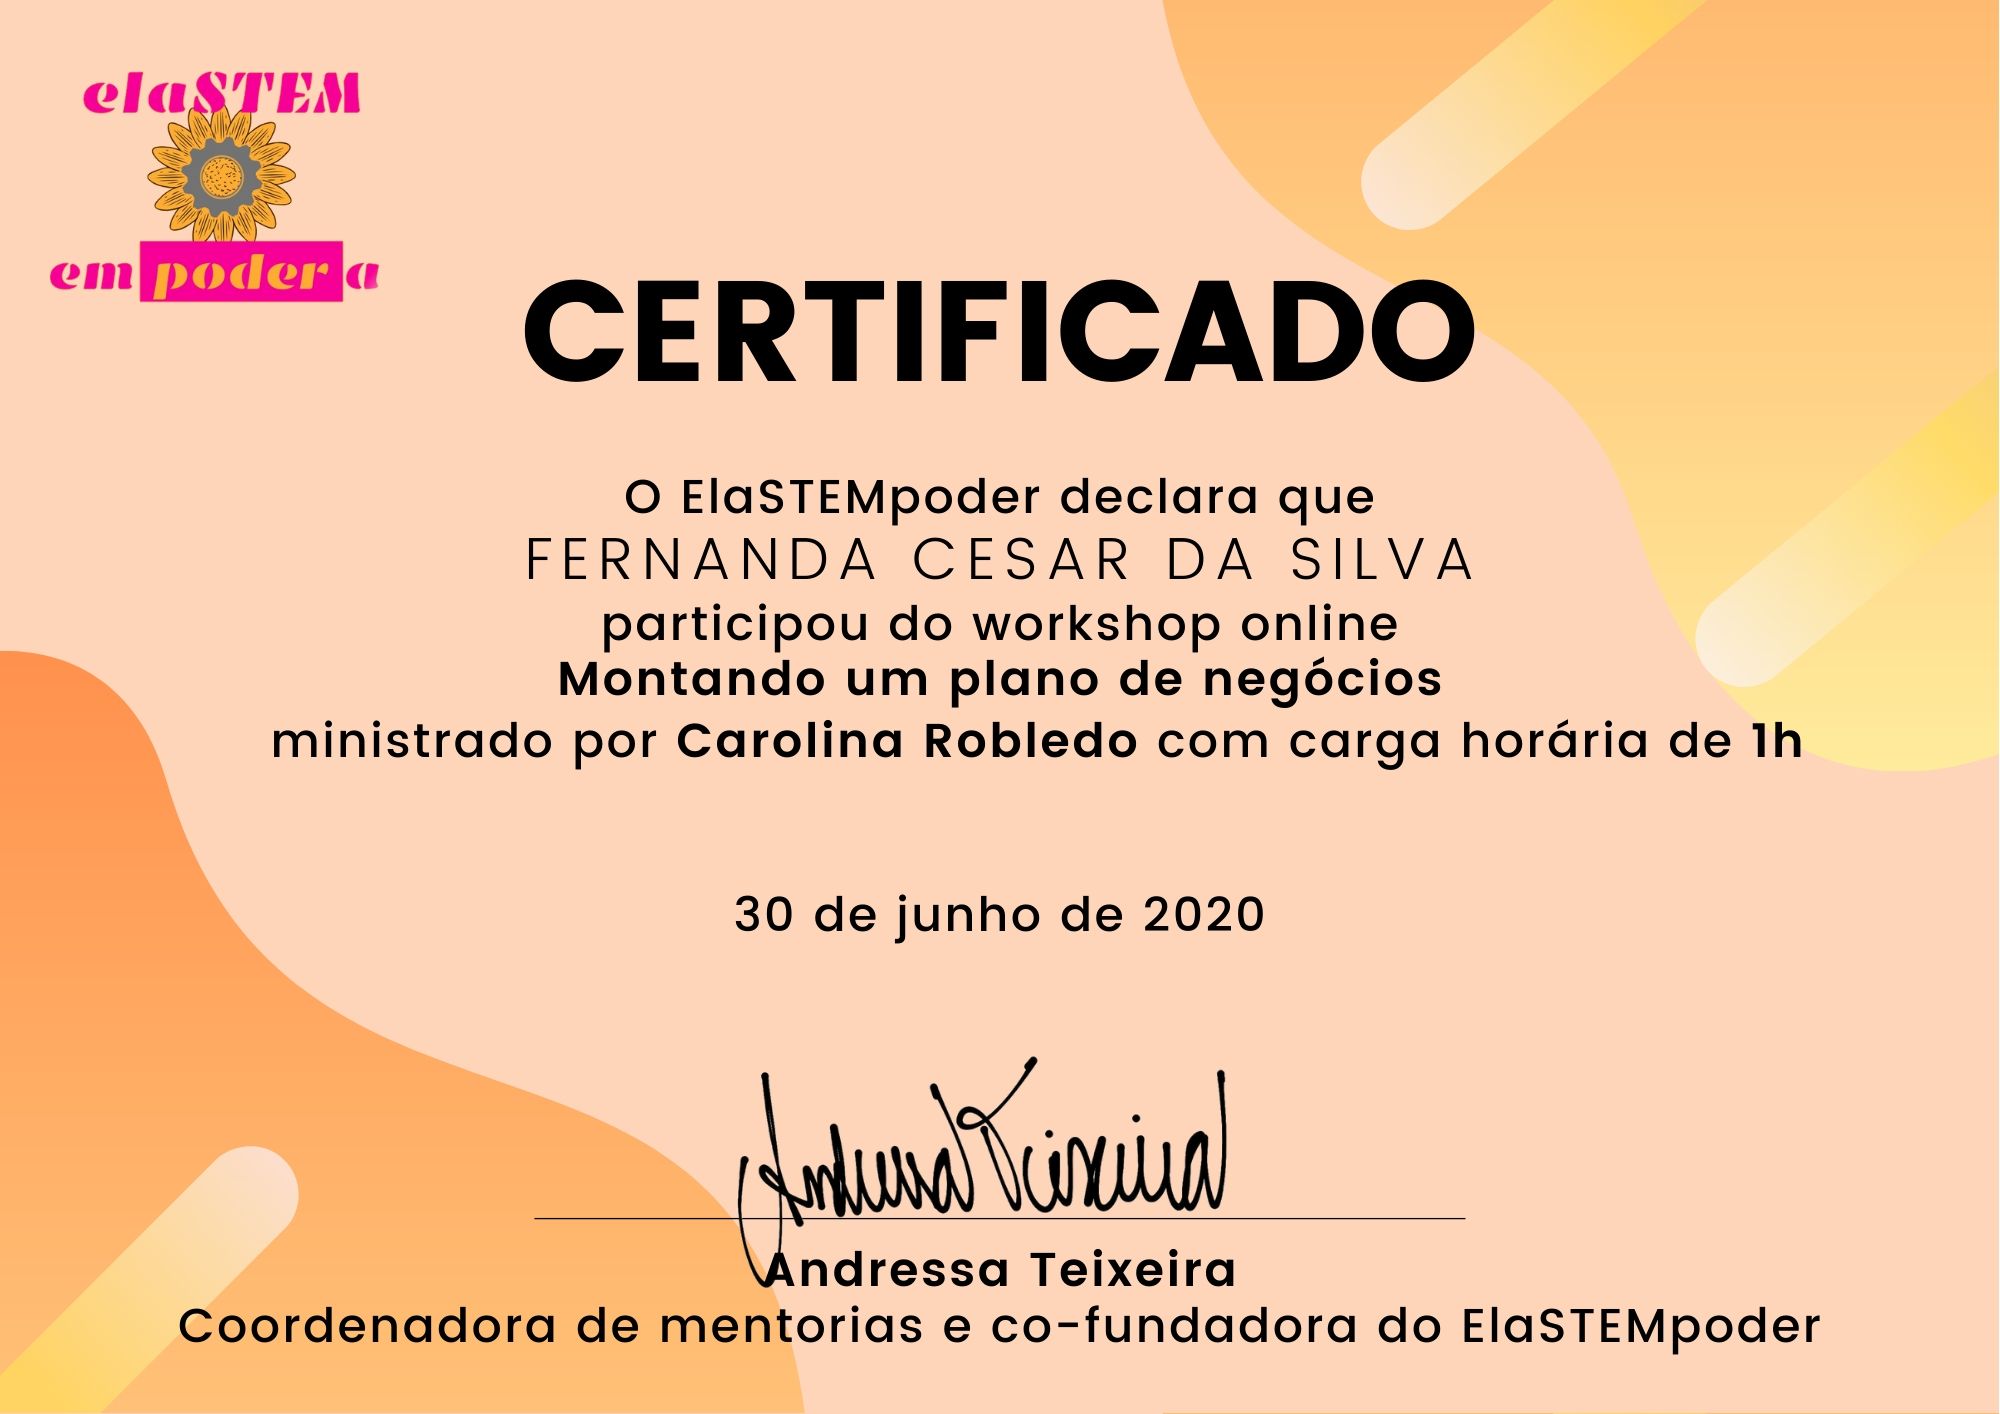 elaSTEM
empodera
CERTIFICADO
O ElaSTEMpoder declara que
FERNANDA CESAR DA SILVA
participou do workshop online
Montando um plano de negócios
ministrado por Carolina Robledo com carga horária de 1h
30 de junho de 2020
Andressa Teixeira
Andressa Teixeira
Coordenadora de mentorias e co-fundadora do ElaSTEMpoder